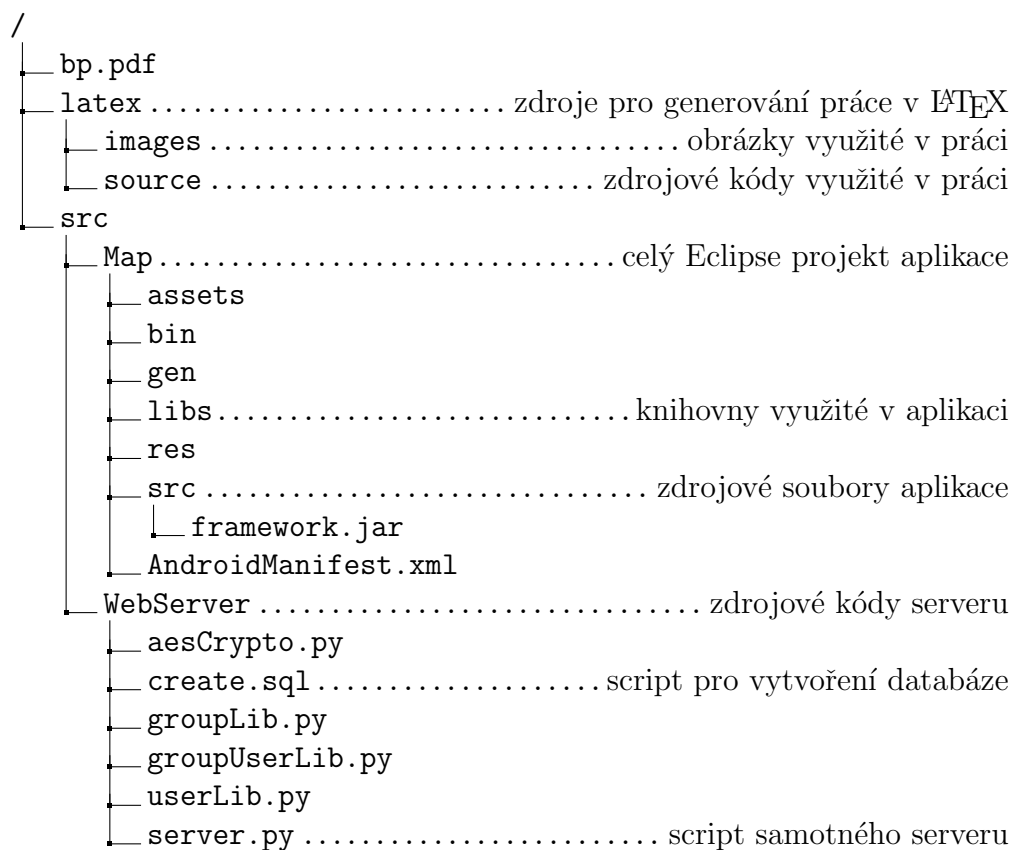 /
bp.pdf
latex ........................ zdroje pro generování práce v LATEX
images ................................ obrázky využité v práci
source .......................... zdrojové kódy využité v práci
src
Map ............................... celý Eclipse projekt aplikace
assets
bin
gen
libs ............................ knihovny využité v aplikaci
res
src .............................. zdrojové soubory aplikace
framework.jar
AndroidManifest.xml
WebServer .............................. zdrojové kódy serveru
aesCrypto.py
create.sql .................... script pro vytvoření databáze
groupLib.py
groupUserLib.py
userLib.py
server.py ........................ script samotného serveru